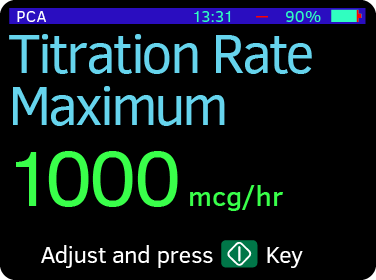 PCA 13:31 90%
Titration Rate
Maximum
1000 mcg/hr
Adjust and press Key